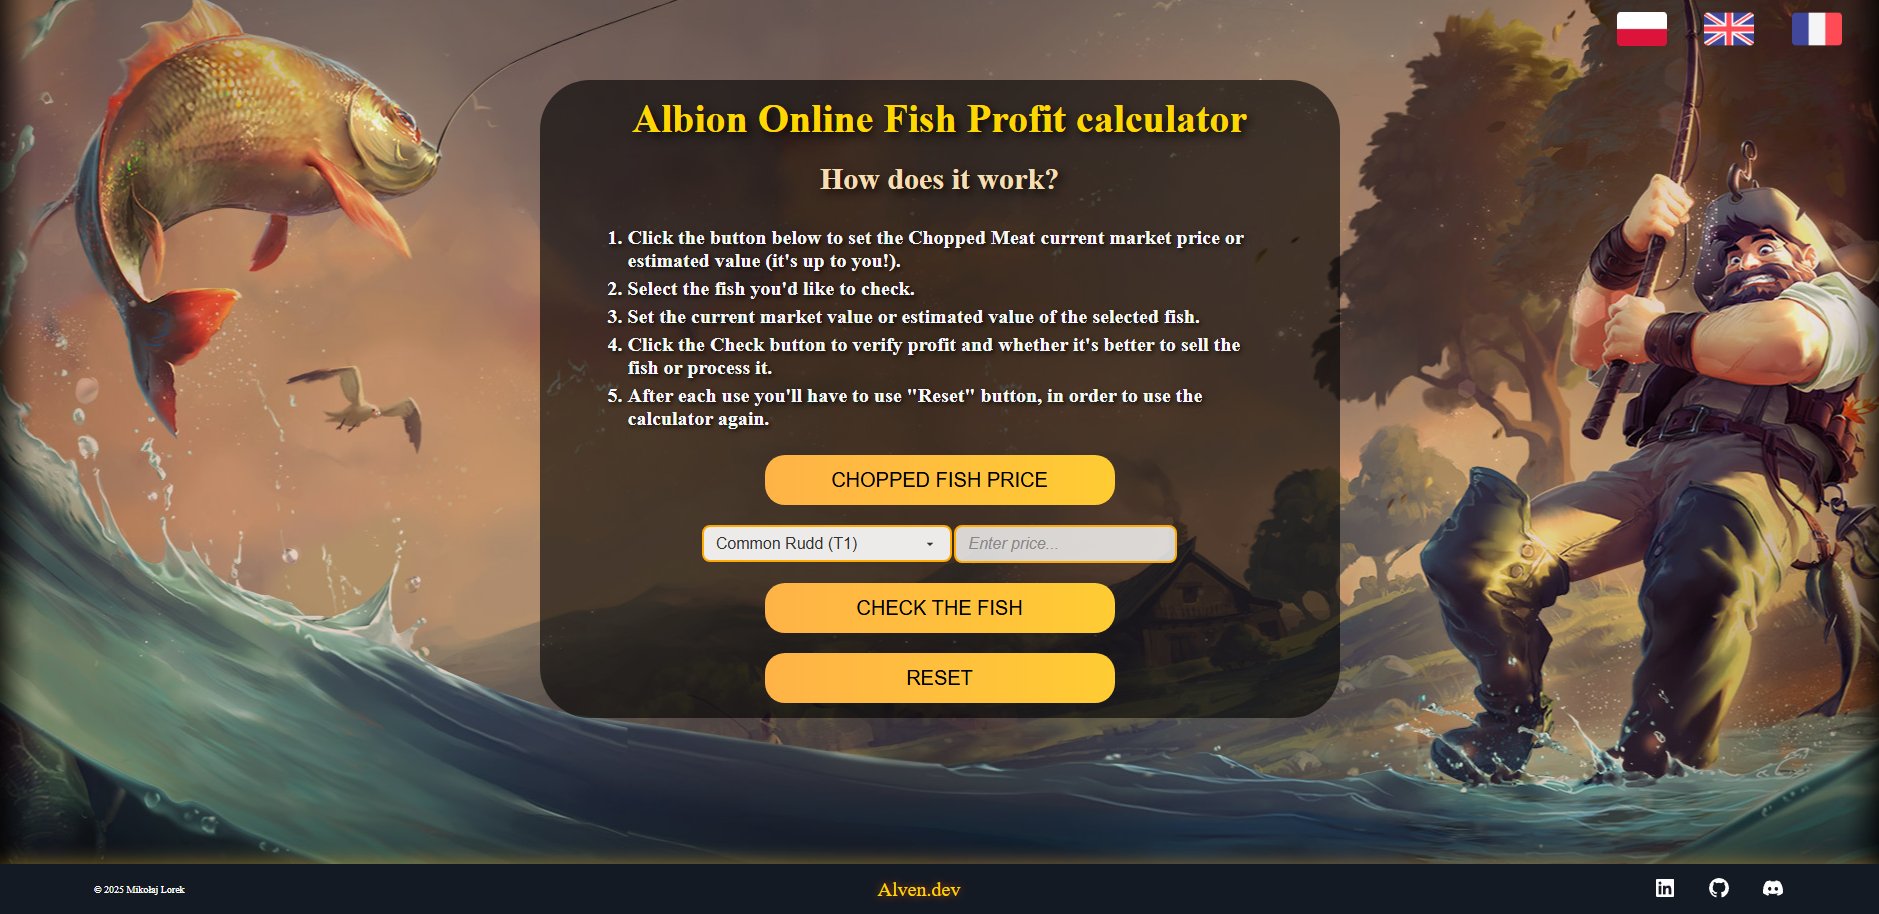 Albion Online Fish Profit calculator
How does it work?
1. Click the button below to set the Chopped Meat current market price or
estimated value (it's up to you!).
2. Select the fish you'd like to check.
3. Set the current market value or estimated value of the selected fish.
4. Click the Check button to verify profit and whether it's better to sell the
fish or process it.
5. After each use you'll have to use "Reset" button, in order to use the
calculator again.
CHOPPED FISH PRICE
Common Rudd (T1)
Enter price...
CHECK THE FISH
RESET
© 2025 Mikołaj Lorek
Alven.dev